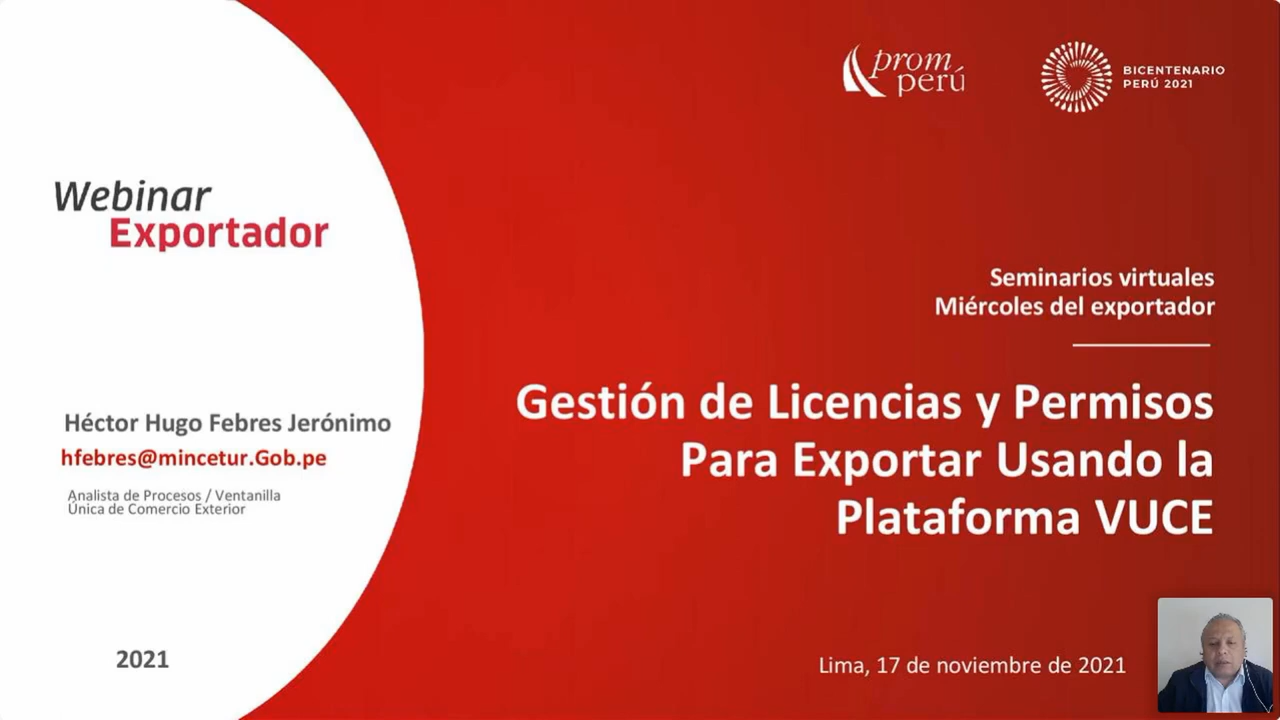 prom
perú
BICENTENARIO
PERÚ 2021
Webinar
Exportador
Seminarios virtuales
Miércoles del exportador
Gestión de Licencias y Permisos
Para Exportar Usando la
Plataforma VUCE
Héctor Hugo Febres Jerónimo
hfebres@mincetur.Gob.pe
Analista de Procesos / Ventanilla
Única de Comercio Exterior
2021
Lima, 17 de noviembre de 2021